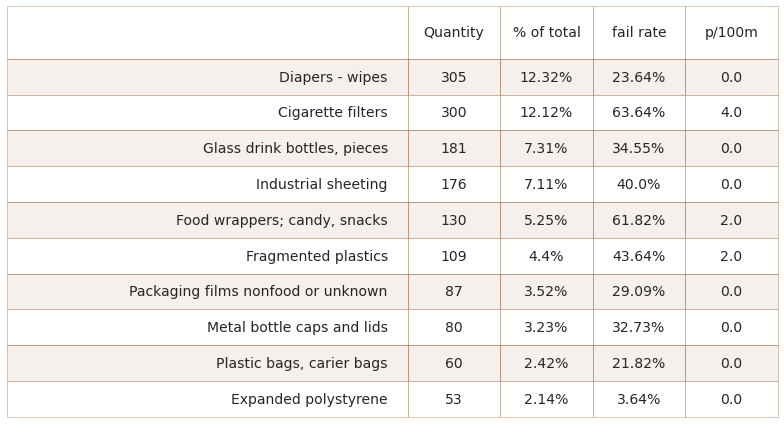 Quantity % of total fail rate p/100m
Diapers - wipes 305 12.32% 23.64% 0.0
Cigarette filters 300 12.12% 63.64% 4.0
Glass drink bottles, pieces 181 7.31% 34.55% 0.0
Industrial sheeting 176 7.11% 40.0% 0.0
Food wrappers; candy, snacks 130 5.25% 61.82% 2.0
Fragmented plastics 109 4.4% 43.64% 2.0
Packaging films nonfood or unknown 87 3.52% 29.09% 0.0
Metal bottle caps and lids 80 3.23% 32.73% 0.0
Plastic bags, carier bags 60 2.42% 21.82% 0.0
Expanded polystyrene 53 2.14% 3.64% 0.0